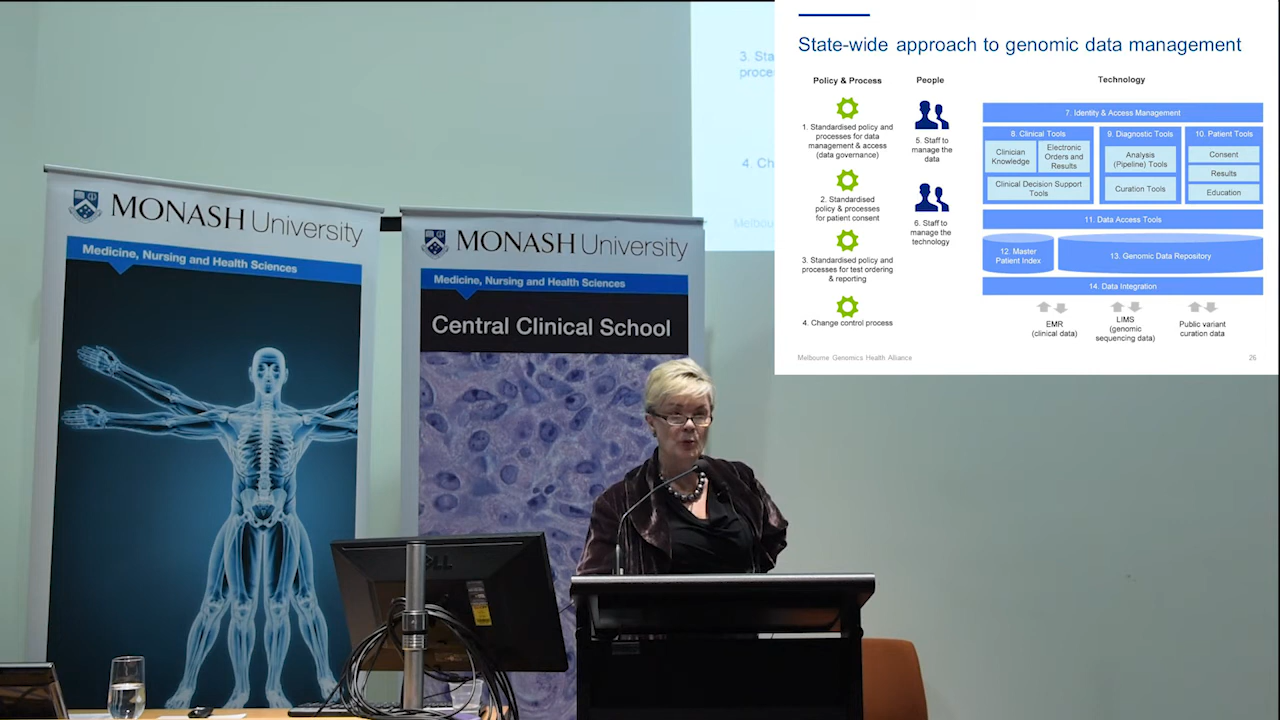 State-wide approach to genomic data management
Policy & Process
People
Technology
1. Standardised policy and
processes for data
management & access
(data governance)
2. Standardised
policy & processes
for patient consent
3. Standardised policy and
processes for test ordering
& reporting
4. Change control process
5. Staff to
manage the
data
6. Staff to
manage the
technology
7. Identity & Access Management
8. Clinical Tools
Clinician
Knowledge
Electronic
Orders and
Results
Clinical Decision Support
Tools
9. Diagnostic Tools
Analysis
(Pipeline) Tools
Curation Tools
10. Patient Tools
Consent
Results
Education
11. Data Access Tools
12. Master
Patient Index
13. Genomic Data Repository
14. Data Integration
EMR
(clinical data)
LIMS
(genomic
sequencing data)
Public variant
curation data
Melbourne Genomics Health Alliance
26
3. Sta
proce
4. Ch
Melbou
MONASH University
Medicine, Nursing and Health Sciences
MONASH University
Medicine, Nursing and Health Sciences
Central Clinical School
DELL